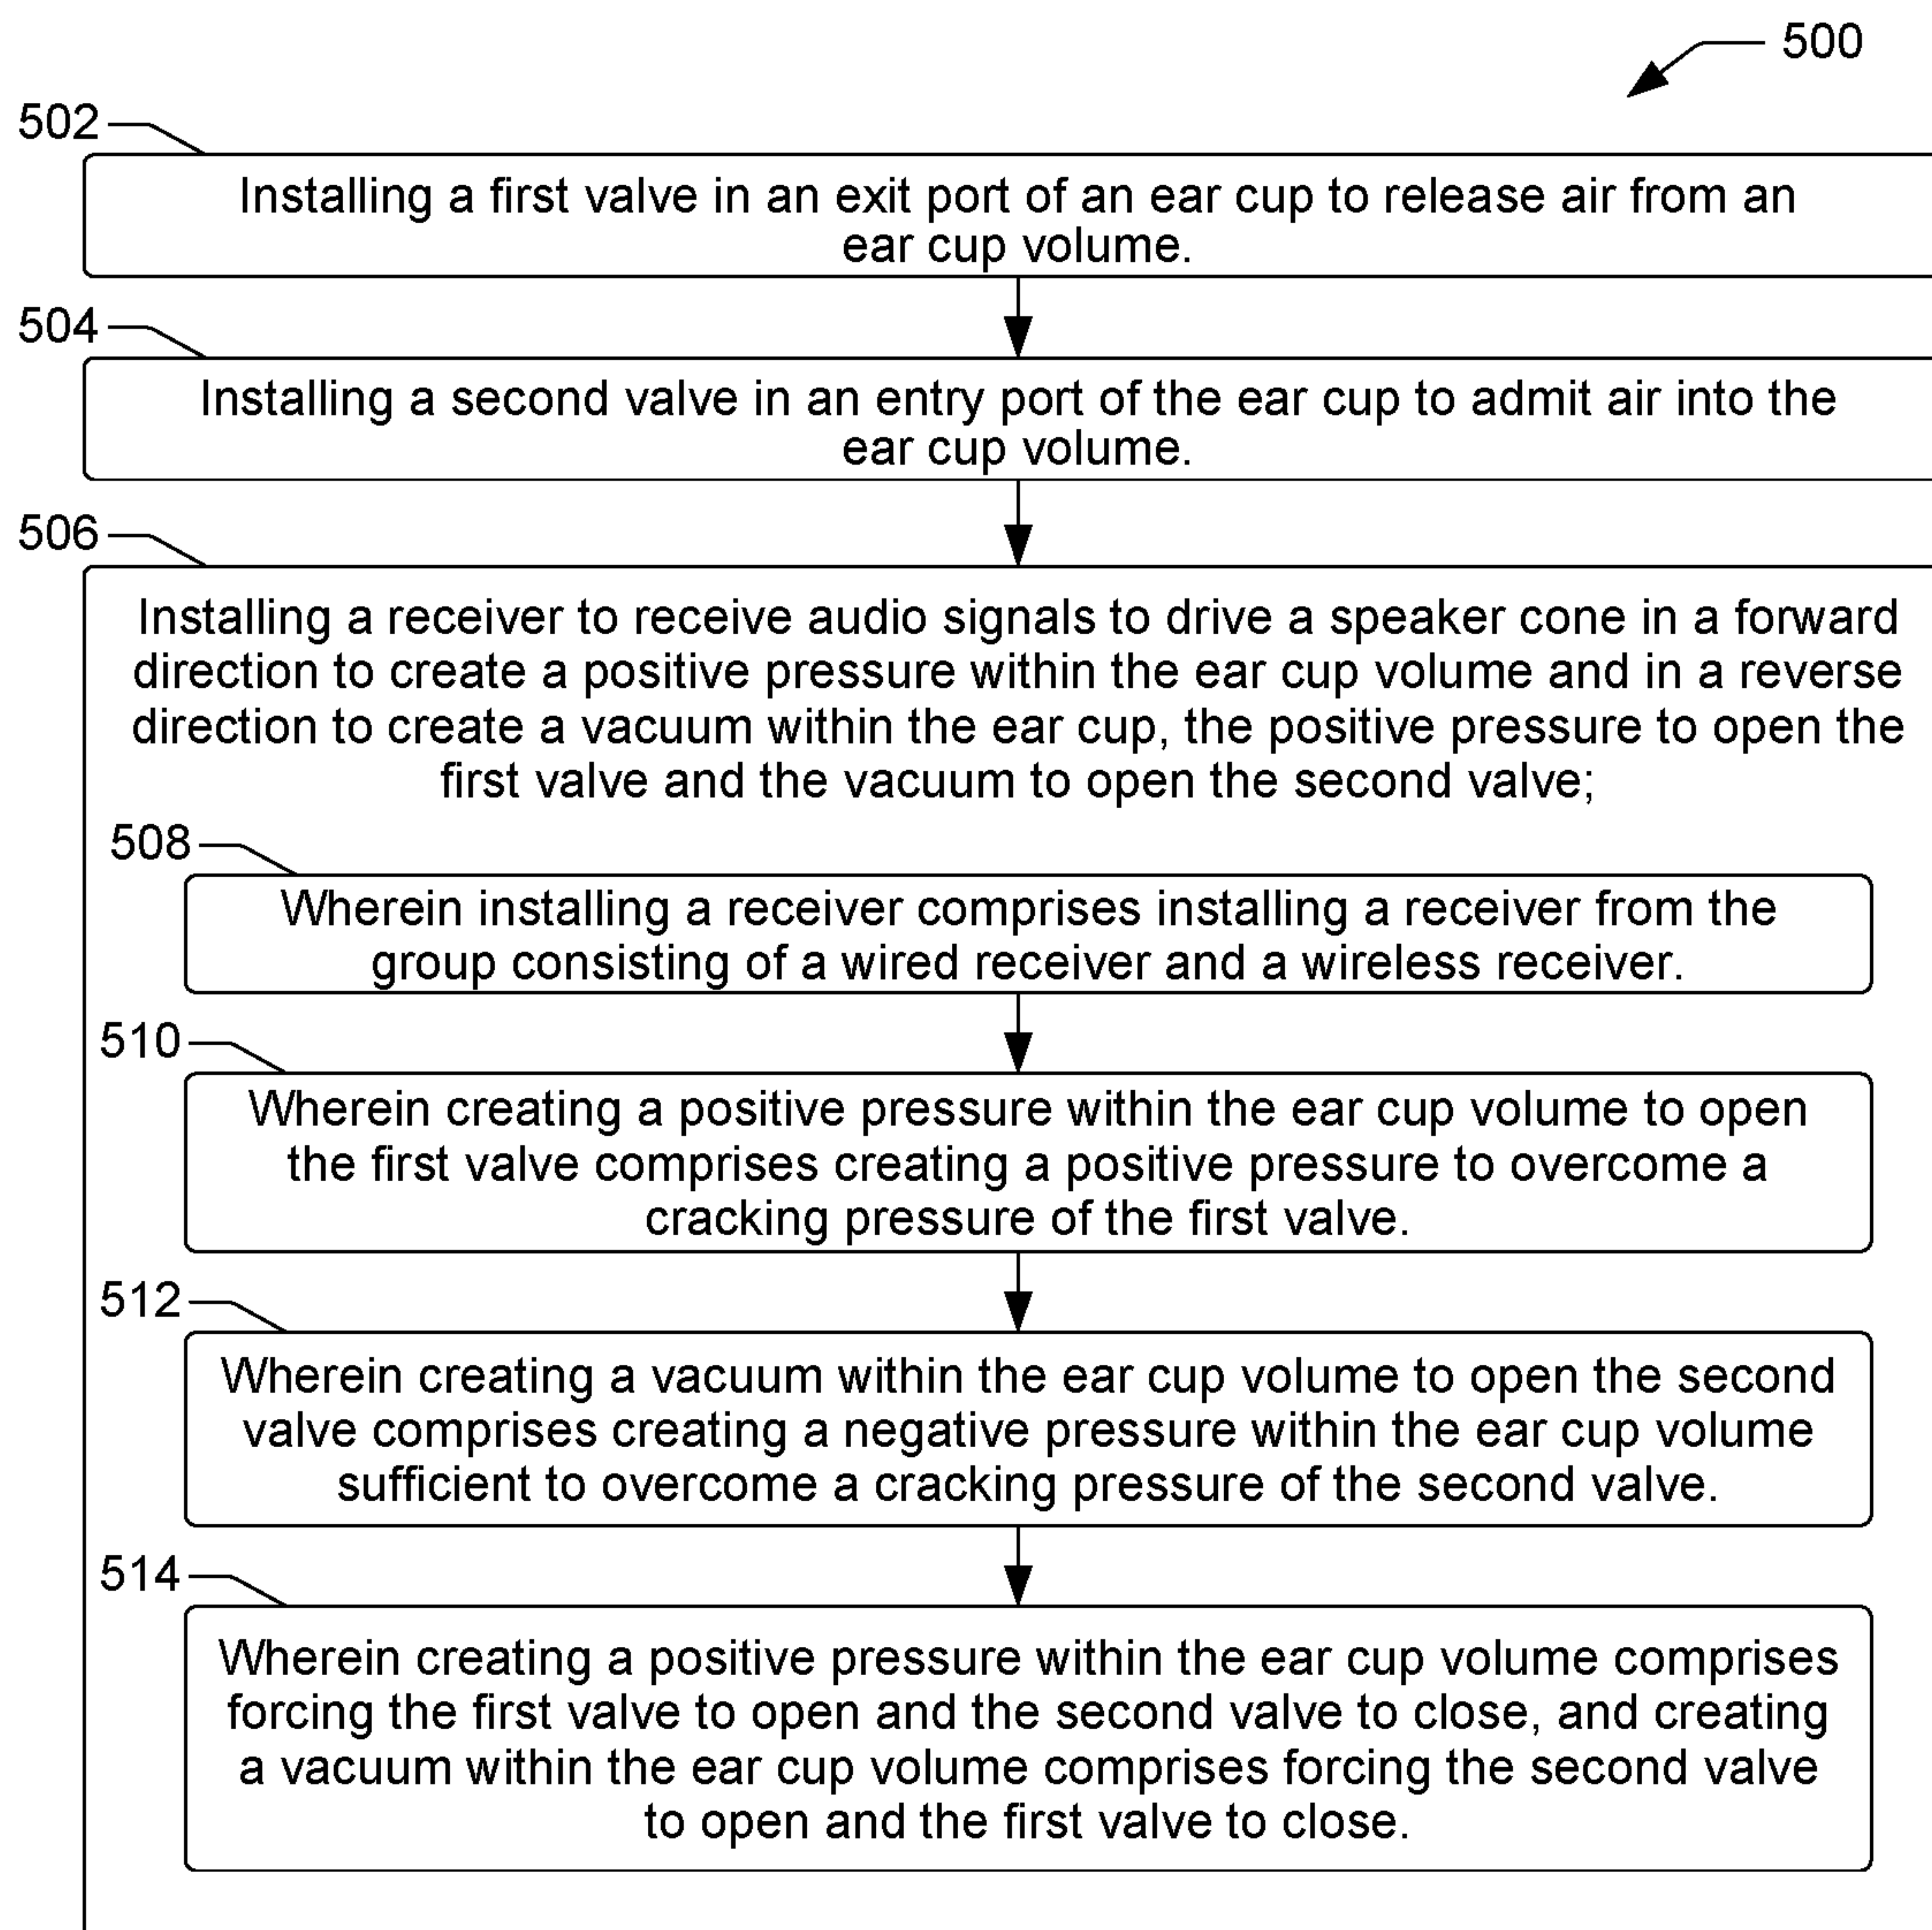 500
502
Installing a first valve in an exit port of an ear cup to release air from an
ear cup volume.
504
Installing a second valve in an entry port of the ear cup to admit air into the
ear cup volume.
506
Installing a receiver to receive audio signals to drive a speaker cone in a forward
direction to create a positive pressure within the ear cup volume and in a reverse
direction to create a vacuum within the ear cup, the positive pressure to open the
first valve and the vacuum to open the second valve;
508
Wherein installing a receiver comprises installing a receiver from the
group consisting of a wired receiver and a wireless receiver.
510
Wherein creating a positive pressure within the ear cup volume to open
the first valve comprises creating a positive pressure to overcome a
cracking pressure of the first valve.
512
Wherein creating a vacuum within the ear cup volume to open the second
valve comprises creating a negative pressure within the ear cup volume
sufficient to overcome a cracking pressure of the second valve.
514
Wherein creating a positive pressure within the ear cup volume comprises
forcing the first valve to open and the second valve to close, and creating
a vacuum within the ear cup volume comprises forcing the second valve
to open and the first valve to close.